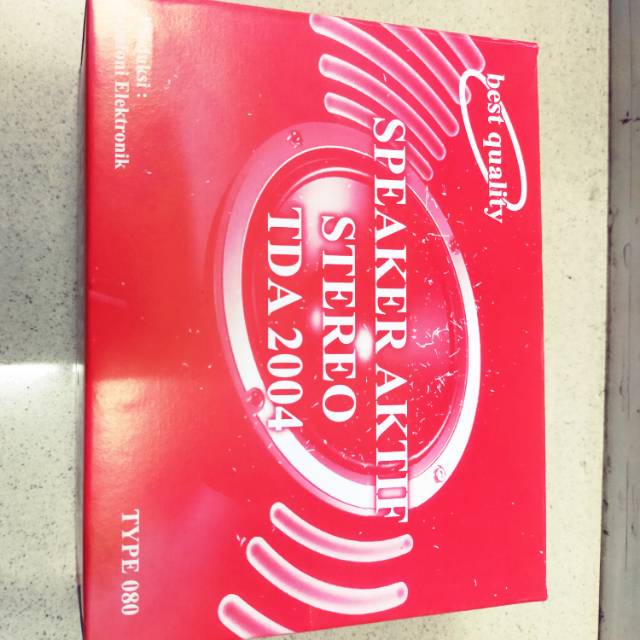 best quality
SPEAKER AKTIF
STEREO
TDA 2004
Elektronik
TYPE 080